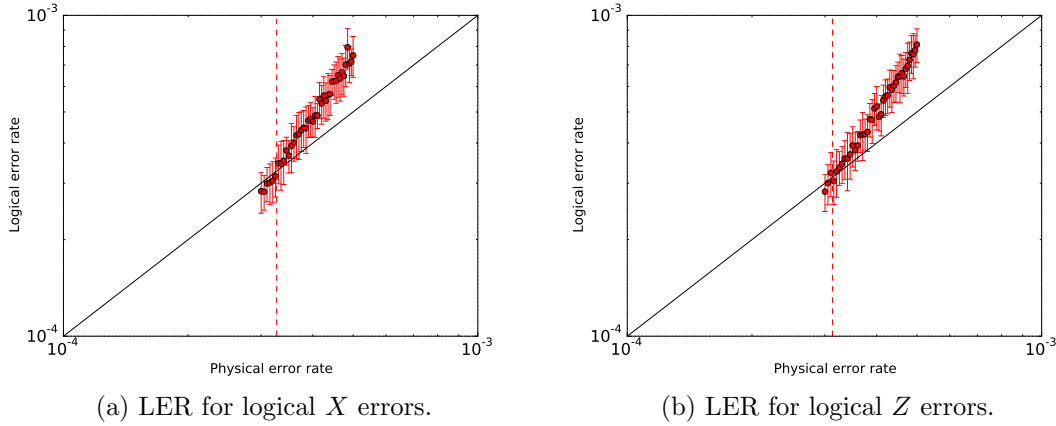 10⁻³
Logical error rate
10⁻⁴
10⁻⁴
10⁻³
Physical error rate
(a) LER for logical X errors.
10⁻³
Logical error rate
10⁻⁴
10⁻⁴
10⁻³
Physical error rate
(b) LER for logical Z errors.